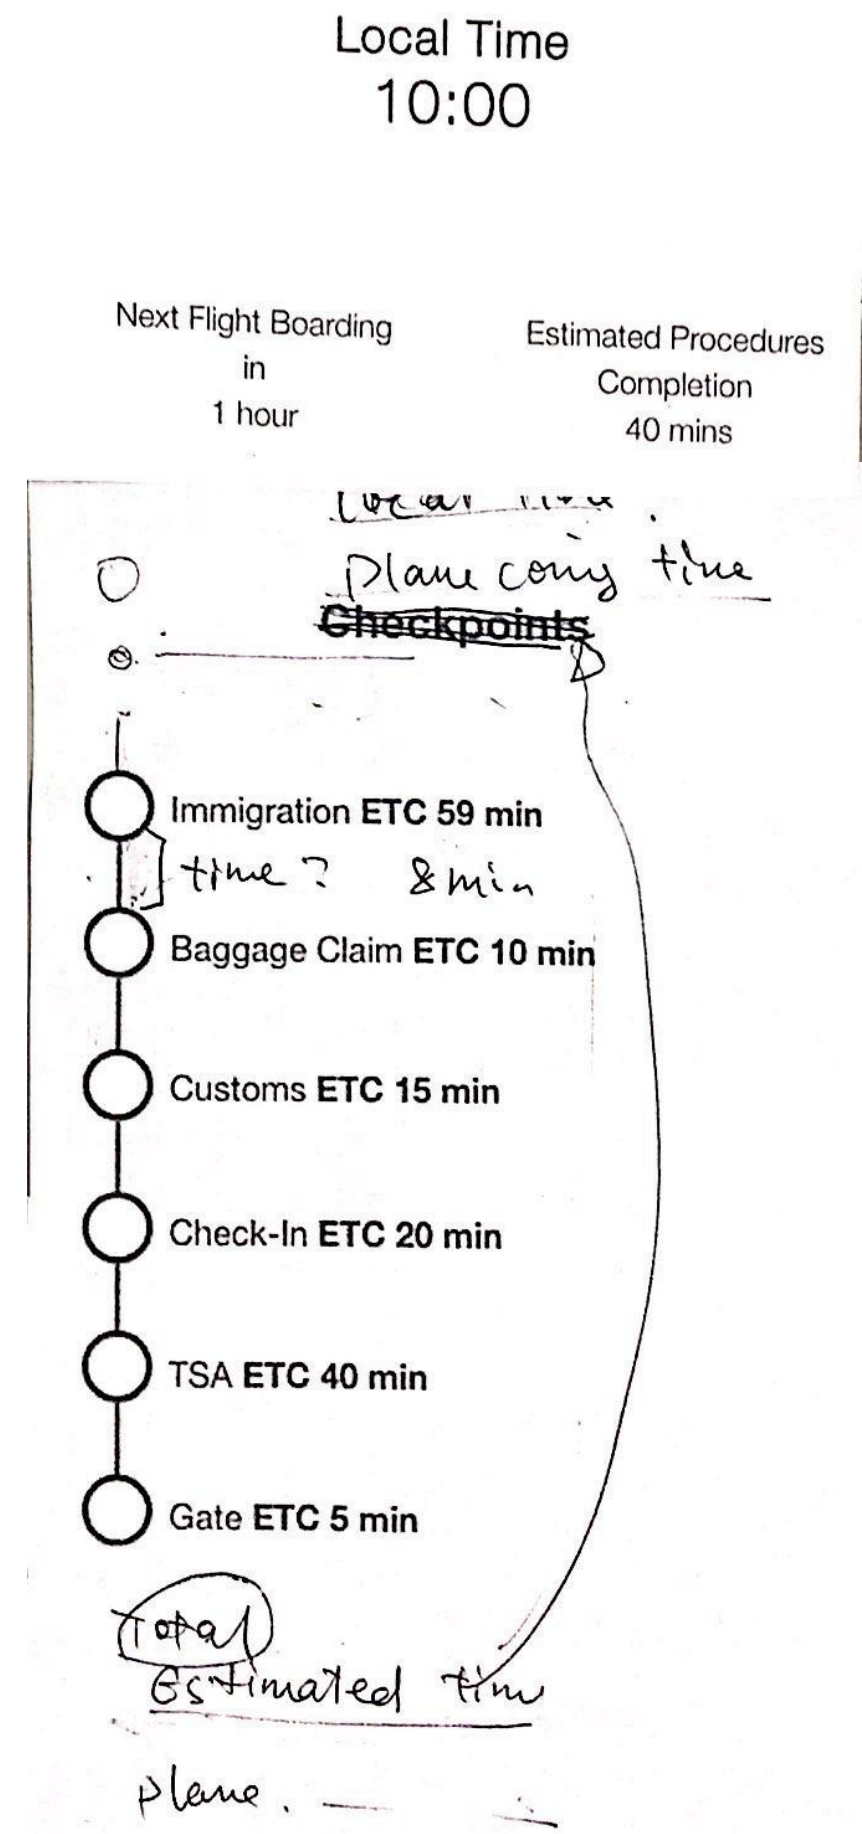 Local Time
10:00
Next Flight Boarding
in
1 hour
Estimated Procedures
Completion
40 mins
plane coming time
Checkpoints
Immigration ETC 59 min
time ? 8 min
Baggage Claim ETC 10 min
Customs ETC 15 min
Check-In ETC 20 min
TSA ETC 40 min
Gate ETC 5 min
Total
Estimated time
plane.